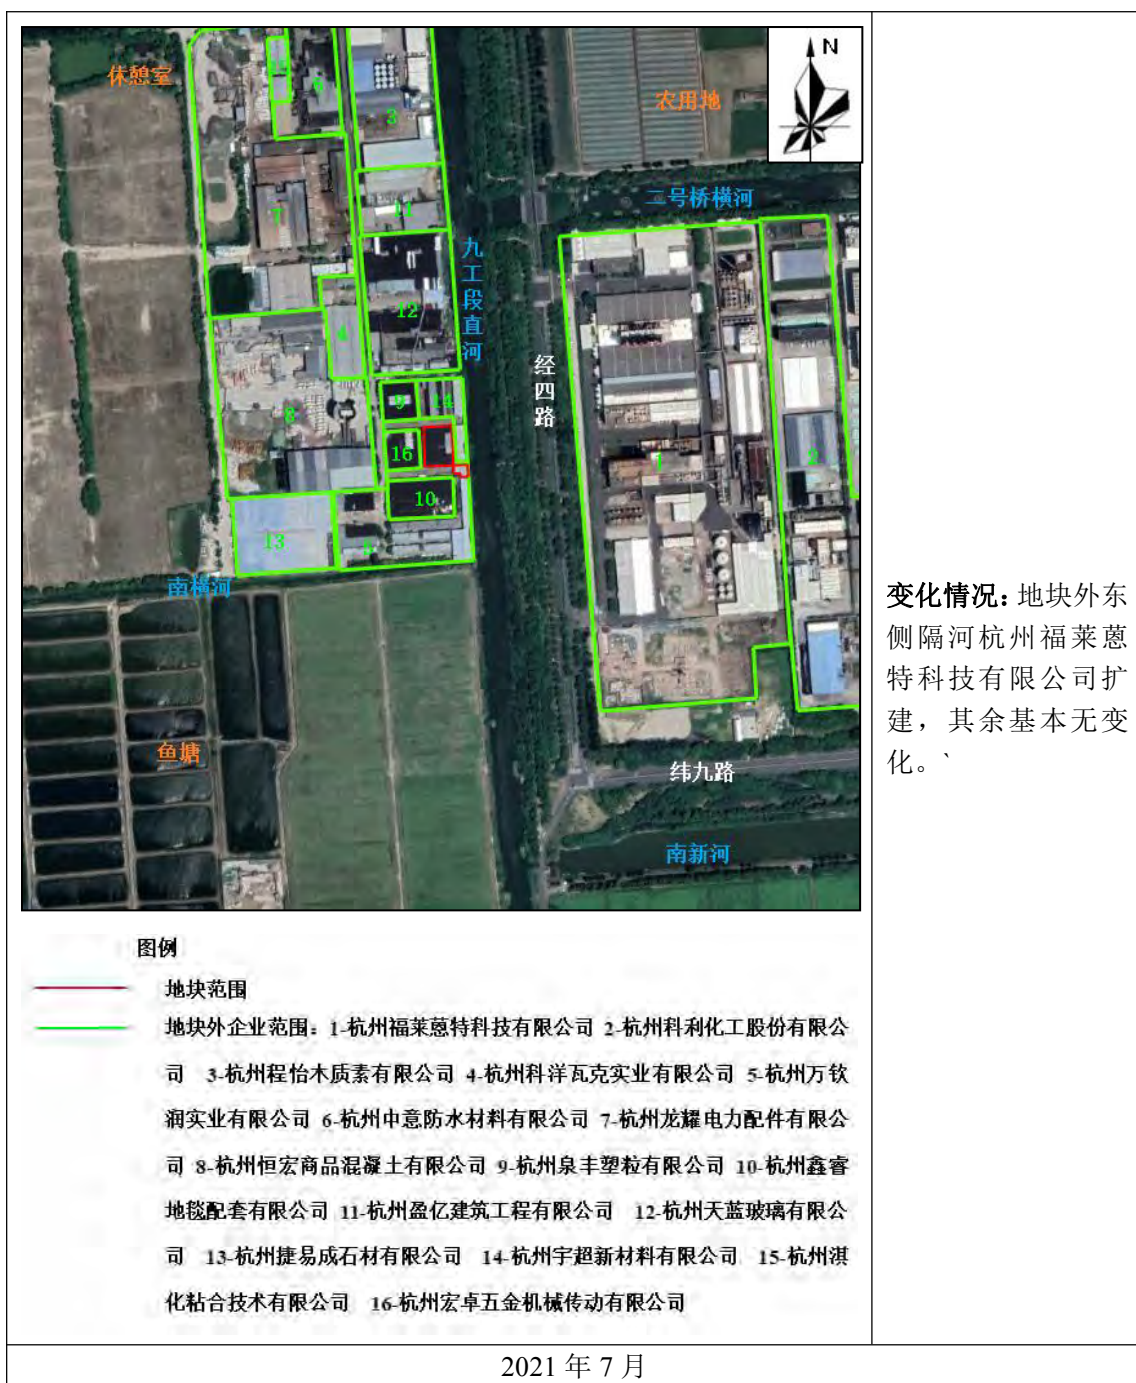 N
休憩室
农用地
15
6
3
二号桥横河
7
11
九工段直河
12
4
经四路
9
14
8
16
1
2
10
13
5
南横河
鱼塘
纬九路
南新河
变化情况：地块外东
侧隔河杭州福莱蒽
特科技有限公司扩
建，其余基本无变
化。`
图例
地块范围
地块外企业范围：1-杭州福莱蒽特科技有限公司 2-杭州科利化工股份有限公
司 3-杭州程怡木质素有限公司 4-杭州科洋瓦克实业有限公司 5-杭州万钦
润实业有限公司 6-杭州中意防水材料有限公司 7-杭州龙耀电力配件有限公
司 8-杭州恒宏商品混凝土有限公司 9-杭州泉丰塑粒有限公司 10-杭州鑫睿
地毯配套有限公司 11-杭州盈亿建筑工程有限公司 12-杭州天蓝玻璃有限公
司 13-杭州捷易成石材有限公司 14-杭州宇超新材料有限公司 15-杭州淇
化粘合技术有限公司 16-杭州宏卓五金机械传动有限公司
2021 年 7 月